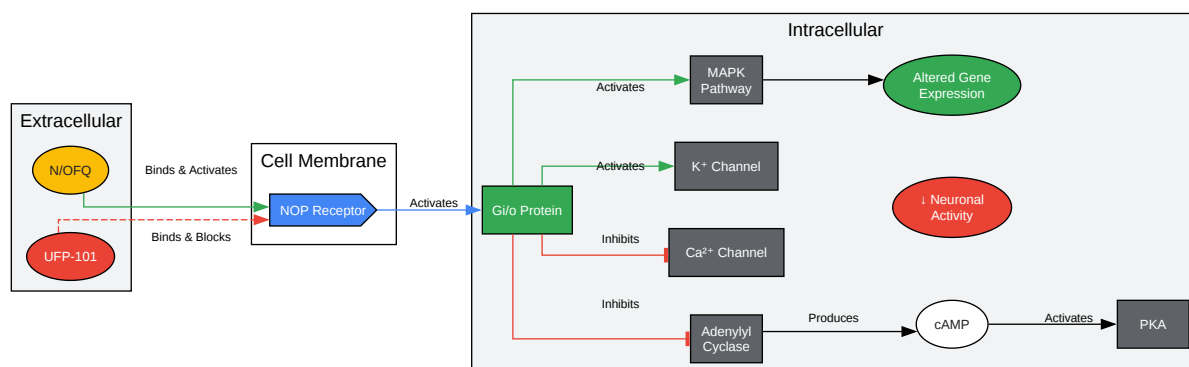 Extracellular
N/OFQ
UFP-101
Binds & Activates
Binds & Blocks
Cell Membrane
NOP Receptor
Activates
Intracellular
Gi/o Protein
Activates
MAPK
Pathway
Altered Gene
Expression
Activates
K⁺ Channel
↓ Neuronal
Activity
Inhibits
Ca²⁺ Channel
Inhibits
Adenylyl
Cyclase
Produces
cAMP
Activates
PKA